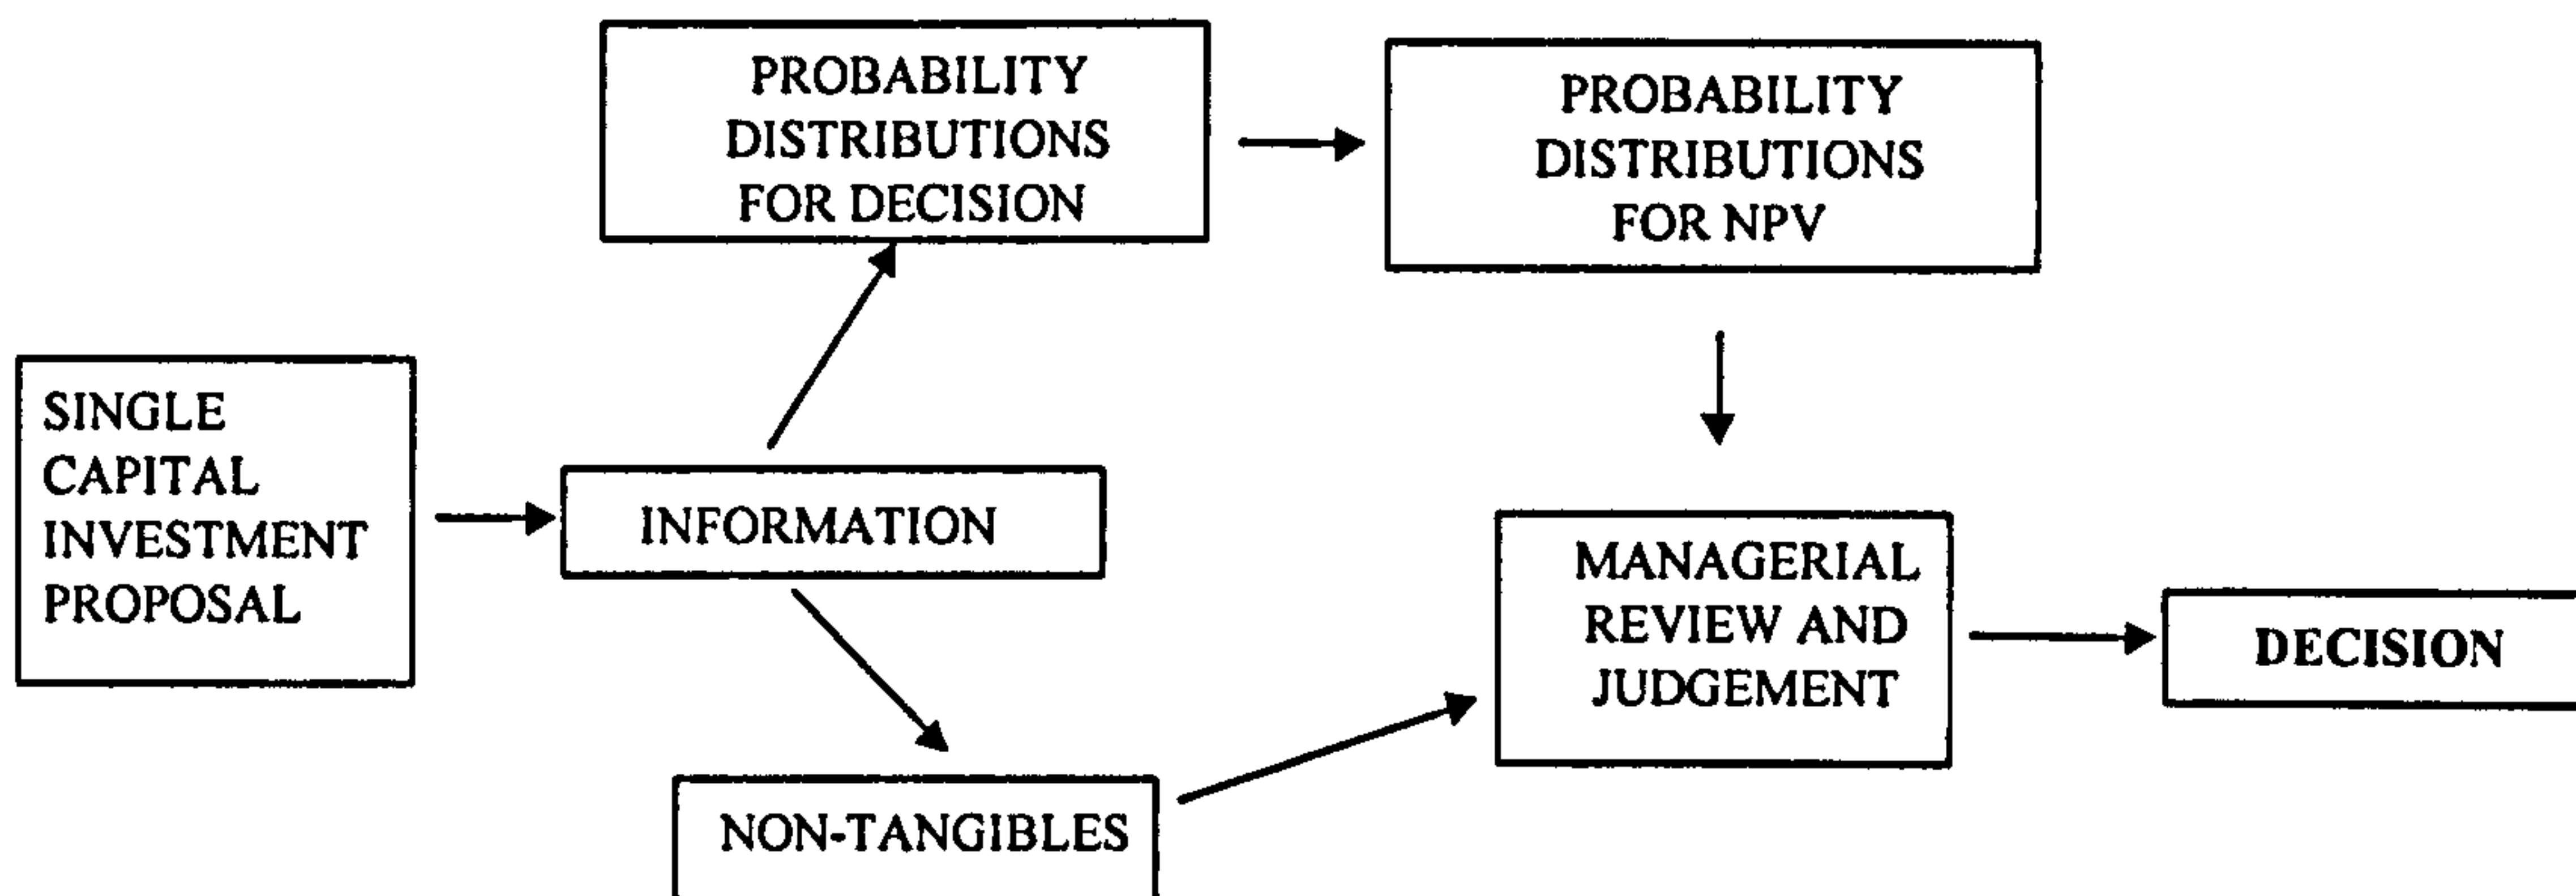 PROBABILITY
DISTRIBUTIONS
FOR DECISION
PROBABILITY
DISTRIBUTIONS
FOR NPV
SINGLE
CAPITAL
INVESTMENT
PROPOSAL
INFORMATION
MANAGERIAL
REVIEW AND
JUDGEMENT
DECISION
NON-TANGIBLES